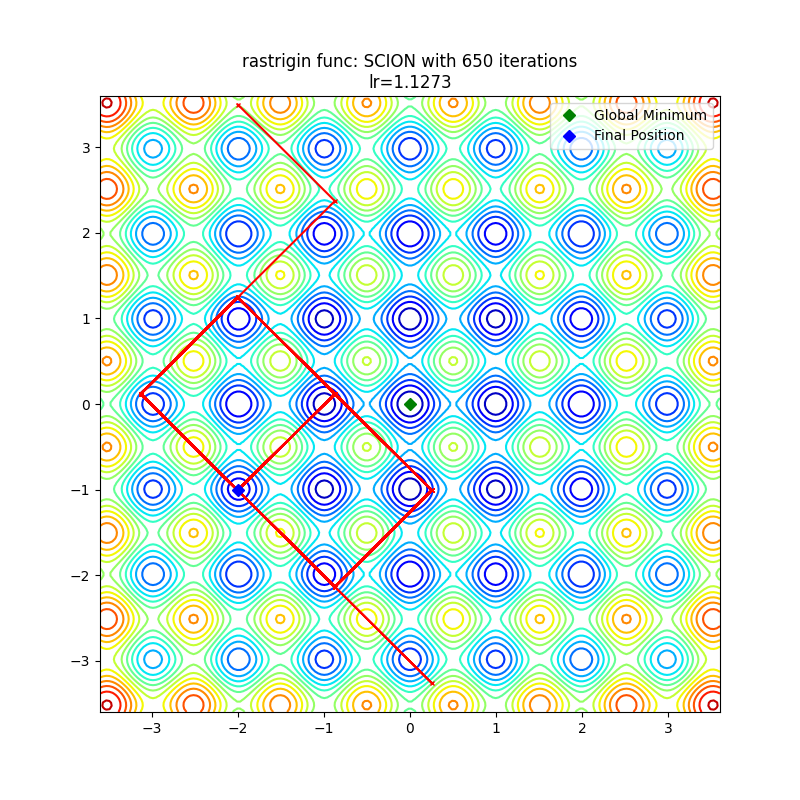 rastrigin func: SCION with 650 iterations
lr=1.1273
Global Minimum
Final Position
3
2
1
0
−1
−2
−3
−3 −2 −1 0 1 2 3